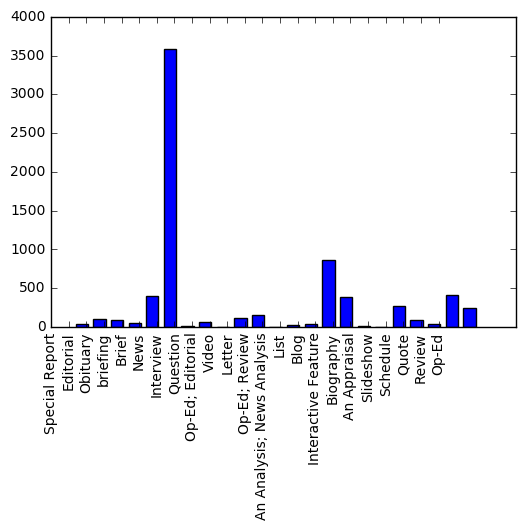 4000
3500
3000
2500
2000
1500
1000
500
0
Special Report
Editorial
Obituary
briefing
Brief
News
Interview
Question
Op-Ed; Editorial
Video
Letter
Op-Ed; Review
An Analysis; News Analysis
List
Blog
Interactive Feature
Biography
An Appraisal
Slideshow
Schedule
Quote
Review
Op-Ed